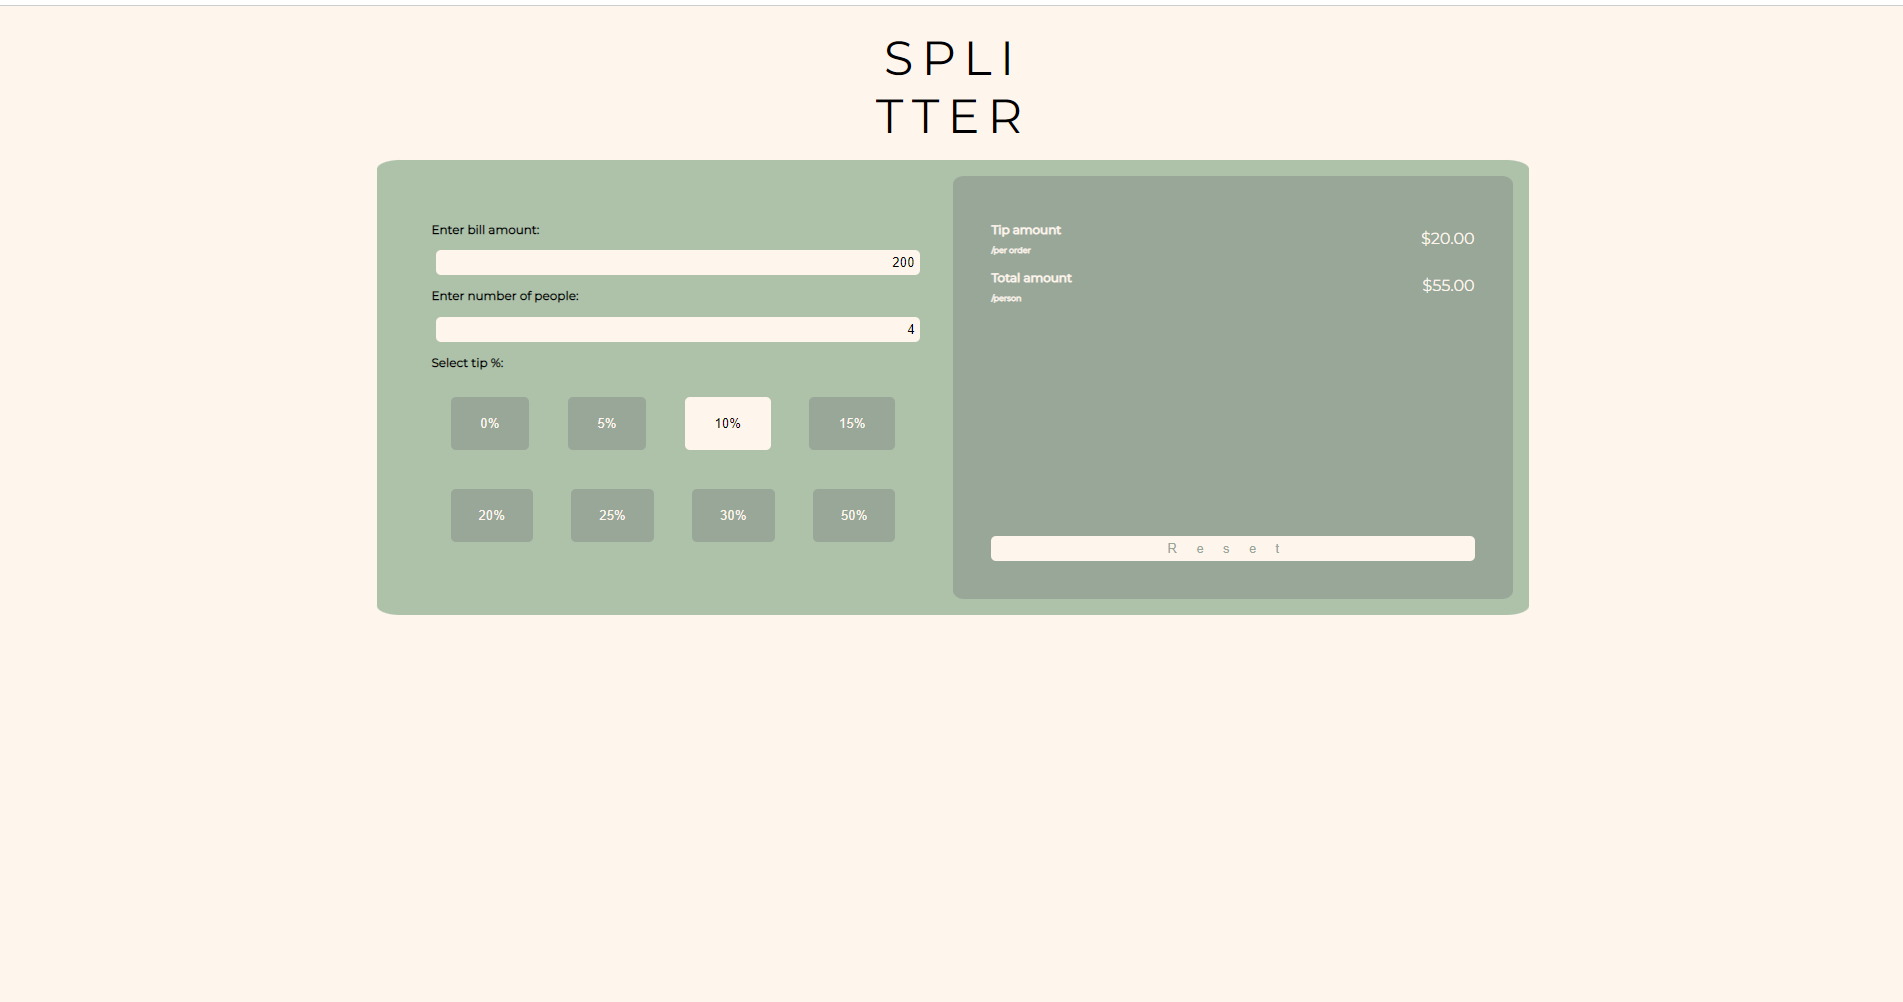 SPLI
TTER
Enter bill amount:
200
Enter number of people:
4
Select tip %:
0% 5% 10% 15%
20% 25% 30% 50%
Tip amount
/per order
$20.00
Total amount
/person
$55.00
Reset